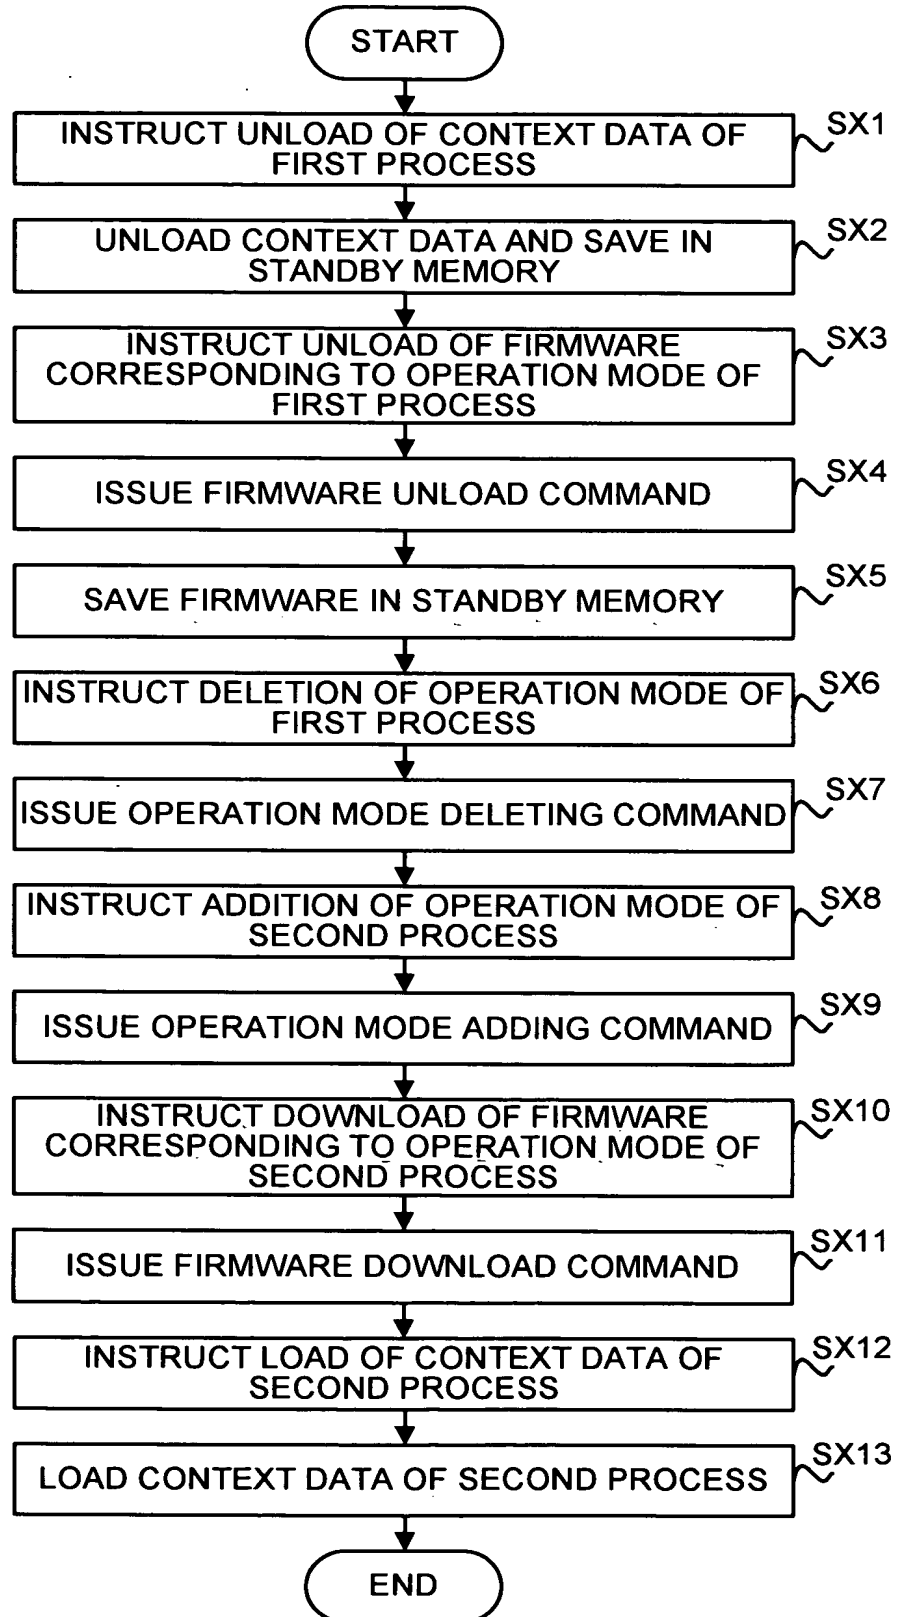 START
INSTRUCT UNLOAD OF CONTEXT DATA OF
FIRST PROCESS
SX1
UNLOAD CONTEXT DATA AND SAVE IN
STANDBY MEMORY
SX2
INSTRUCT UNLOAD OF FIRMWARE
CORRESPONDING TO OPERATION MODE OF
FIRST PROCESS
SX3
ISSUE FIRMWARE UNLOAD COMMAND
SX4
SAVE FIRMWARE IN STANDBY MEMORY
SX5
INSTRUCT DELETION OF OPERATION MODE OF
FIRST PROCESS
SX6
ISSUE OPERATION MODE DELETING COMMAND
SX7
INSTRUCT ADDITION OF OPERATION MODE OF
SECOND PROCESS
SX8
ISSUE OPERATION MODE ADDING COMMAND
SX9
INSTRUCT DOWNLOAD OF FIRMWARE
CORRESPONDING TO OPERATION MODE OF
SECOND PROCESS
SX10
ISSUE FIRMWARE DOWNLOAD COMMAND
SX11
INSTRUCT LOAD OF CONTEXT DATA OF
SECOND PROCESS
SX12
LOAD CONTEXT DATA OF SECOND PROCESS
SX13
END